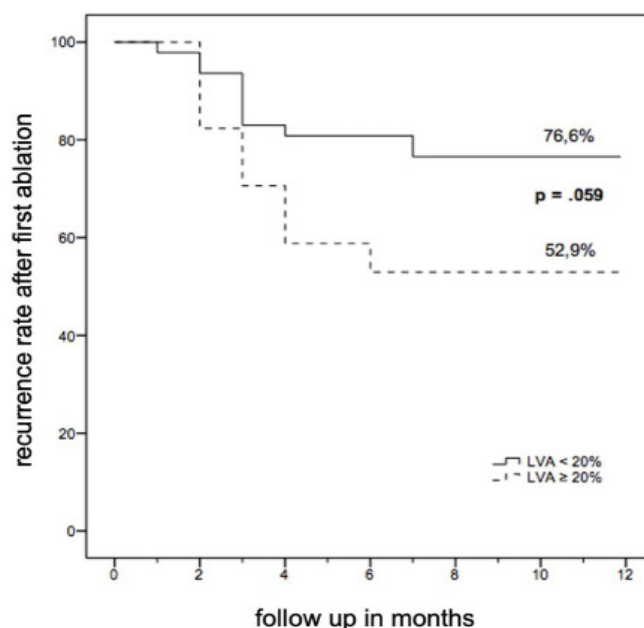 100
80
60
40
20
0
recurrence rate after first ablation
76,6%
p = .059
52,9%
LVA < 20%
LVA ≥ 20%
0 2 4 6 8 10 12
follow up in months